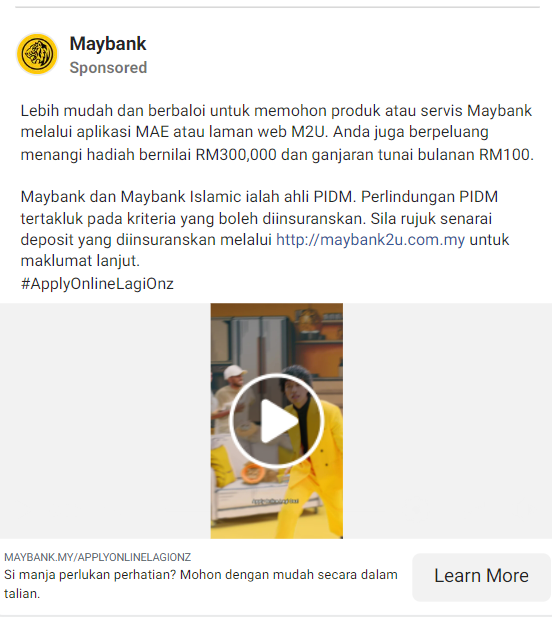 Maybank
Sponsored
Lebih mudah dan berbaloi untuk memohon produk atau servis Maybank
melalui aplikasi MAE atau laman web M2U. Anda juga berpeluang
menangi hadiah bernilai RM300,000 dan ganjaran tunai bulanan RM100.
Maybank dan Maybank Islamic ialah ahli PIDM. Perlindungan PIDM
tertakluk pada kriteria yang boleh diinsuranskan. Sila rujuk senarai
deposit yang diinsuranskan melalui http://maybank2u.com.my untuk
maklumat lanjut.
#ApplyOnlineLagiOnz
MAYBANK.MY/APPLYONLINELAGIONZ
Si manja perlukan perhatian? Mohon dengan mudah secara dalam
talian.
Learn More